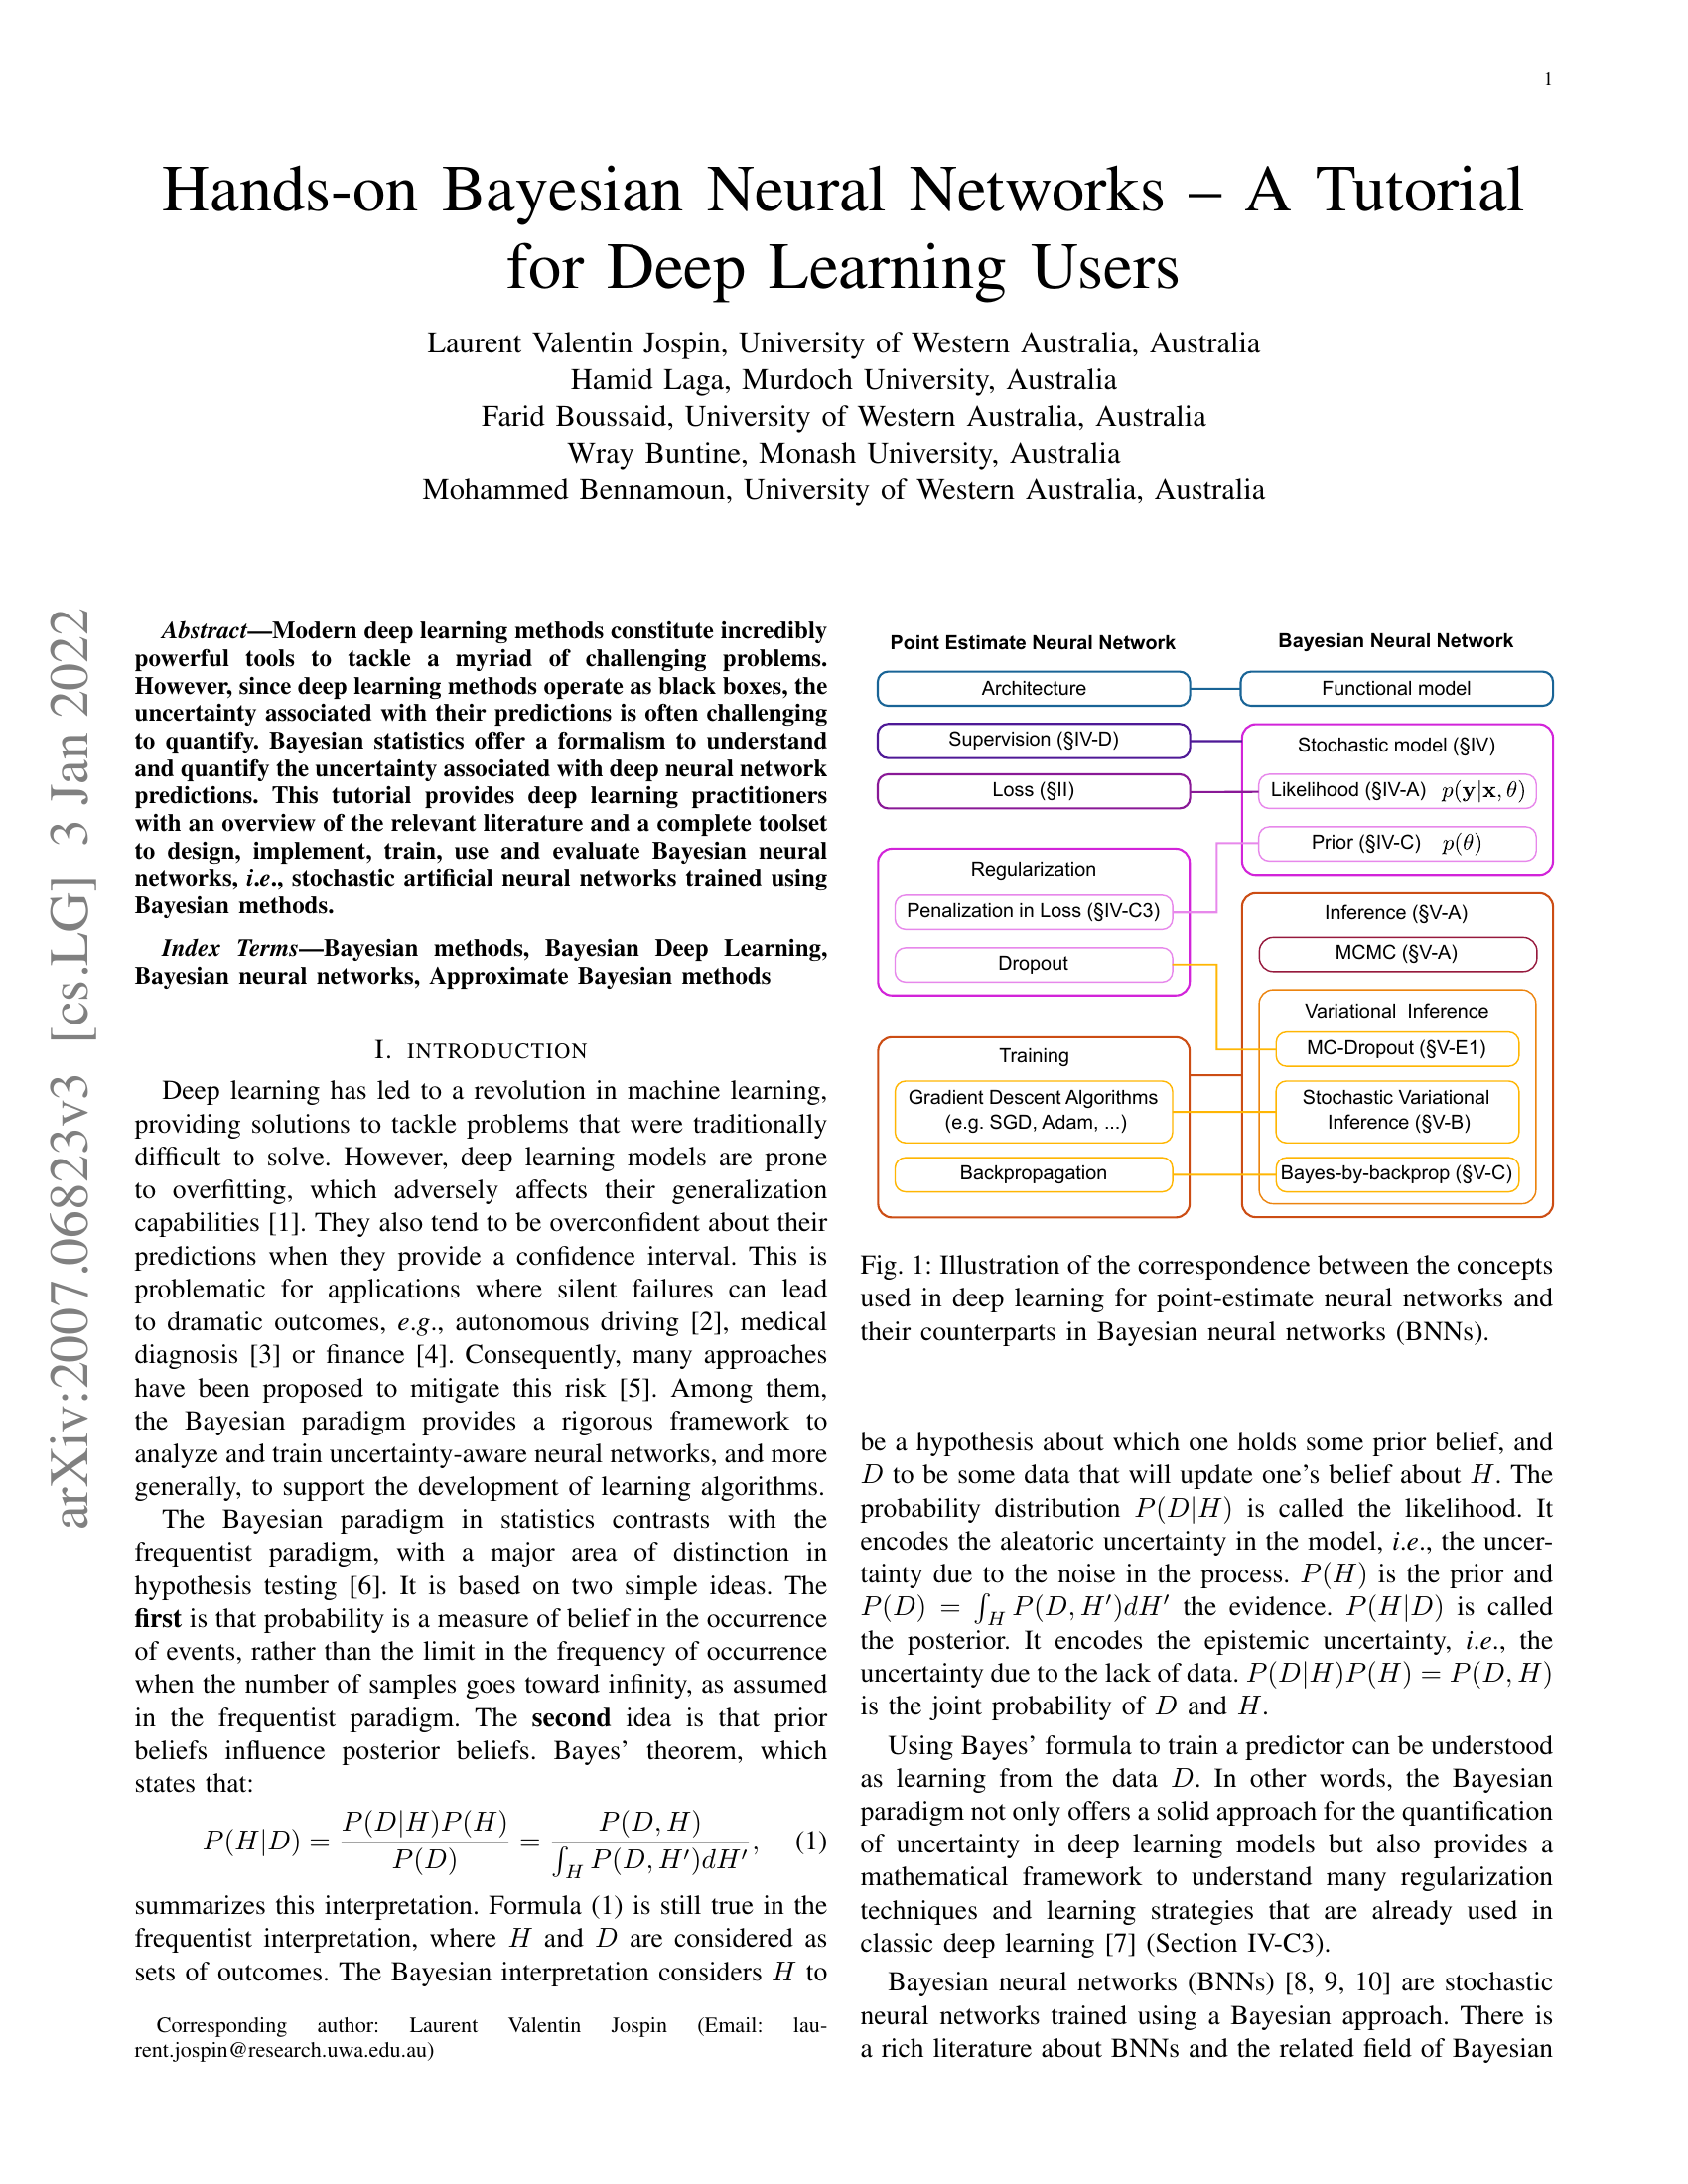 1
Hands-on Bayesian Neural Networks – A Tutorial
for Deep Learning Users
Laurent Valentin Jospin, University of Western Australia, Australia
Hamid Laga, Murdoch University, Australia
Farid Boussaid, University of Western Australia, Australia
Wray Buntine, Monash University, Australia
Mohammed Bennamoun, University of Western Australia, Australia
arXiv:2007.06823v3 [cs.LG] 3 Jan 2022
Abstract—Modern deep learning methods constitute incredibly
powerful tools to tackle a myriad of challenging problems.
However, since deep learning methods operate as black boxes, the
uncertainty associated with their predictions is often challenging
to quantify. Bayesian statistics offer a formalism to understand
and quantify the uncertainty associated with deep neural network
predictions. This tutorial provides deep learning practitioners
with an overview of the relevant literature and a complete toolset
to design, implement, train, use and evaluate Bayesian neural
networks, i.e., stochastic artificial neural networks trained using
Bayesian methods.
Index Terms—Bayesian methods, Bayesian Deep Learning,
Bayesian neural networks, Approximate Bayesian methods
I. INTRODUCTION
Deep learning has led to a revolution in machine learning,
providing solutions to tackle problems that were traditionally
difficult to solve. However, deep learning models are prone
to overfitting, which adversely affects their generalization
capabilities [1]. They also tend to be overconfident about their
predictions when they provide a confidence interval. This is
problematic for applications where silent failures can lead
to dramatic outcomes, e.g., autonomous driving [2], medical
diagnosis [3] or finance [4]. Consequently, many approaches
have been proposed to mitigate this risk [5]. Among them,
the Bayesian paradigm provides a rigorous framework to
analyze and train uncertainty-aware neural networks, and more
generally, to support the development of learning algorithms.
The Bayesian paradigm in statistics contrasts with the
frequentist paradigm, with a major area of distinction in
hypothesis testing [6]. It is based on two simple ideas. The
first is that probability is a measure of belief in the occurrence
of events, rather than the limit in the frequency of occurrence
when the number of samples goes toward infinity, as assumed
in the frequentist paradigm. The second idea is that prior
beliefs influence posterior beliefs. Bayes' theorem, which
states that:
P(H|D) = P(D|H)P(H) / P(D) = P(D, H) / ∫_H P(D, H′)dH′, (1)
summarizes this interpretation. Formula (1) is still true in the
frequentist interpretation, where H and D are considered as
sets of outcomes. The Bayesian interpretation considers H to
Corresponding author: Laurent Valentin Jospin (Email: lau-
rent.jospin@research.uwa.edu.au)
Point Estimate Neural Network
Bayesian Neural Network
Architecture
Functional model
Supervision (§IV-D)
Stochastic model (§IV)
Loss (§II)
Likelihood (§IV-A) p(y|x, θ)
Prior (§IV-C) p(θ)
Regularization
Penalization in Loss (§IV-C3)
Dropout
Inference (§V-A)
MCMC (§V-A)
Variational Inference
MC-Dropout (§V-E1)
Training
Gradient Descent Algorithms
(e.g. SGD, Adam, ...)
Stochastic Variational
Inference (§V-B)
Backpropagation
Bayes-by-backprop (§V-C)
Fig. 1: Illustration of the correspondence between the concepts
used in deep learning for point-estimate neural networks and
their counterparts in Bayesian neural networks (BNNs).
be a hypothesis about which one holds some prior belief, and
D to be some data that will update one's belief about H. The
probability distribution P(D|H) is called the likelihood. It
encodes the aleatoric uncertainty in the model, i.e., the uncer-
tainty due to the noise in the process. P(H) is the prior and
P(D) = ∫_H P(D, H′)dH′ the evidence. P(H|D) is called
the posterior. It encodes the epistemic uncertainty, i.e., the
uncertainty due to the lack of data. P(D|H)P(H) = P(D, H)
is the joint probability of D and H.
Using Bayes' formula to train a predictor can be understood
as learning from the data D. In other words, the Bayesian
paradigm not only offers a solid approach for the quantification
of uncertainty in deep learning models but also provides a
mathematical framework to understand many regularization
techniques and learning strategies that are already used in
classic deep learning [7] (Section IV-C3).
Bayesian neural networks (BNNs) [8, 9, 10] are stochastic
neural networks trained using a Bayesian approach. There is
a rich literature about BNNs and the related field of Bayesian